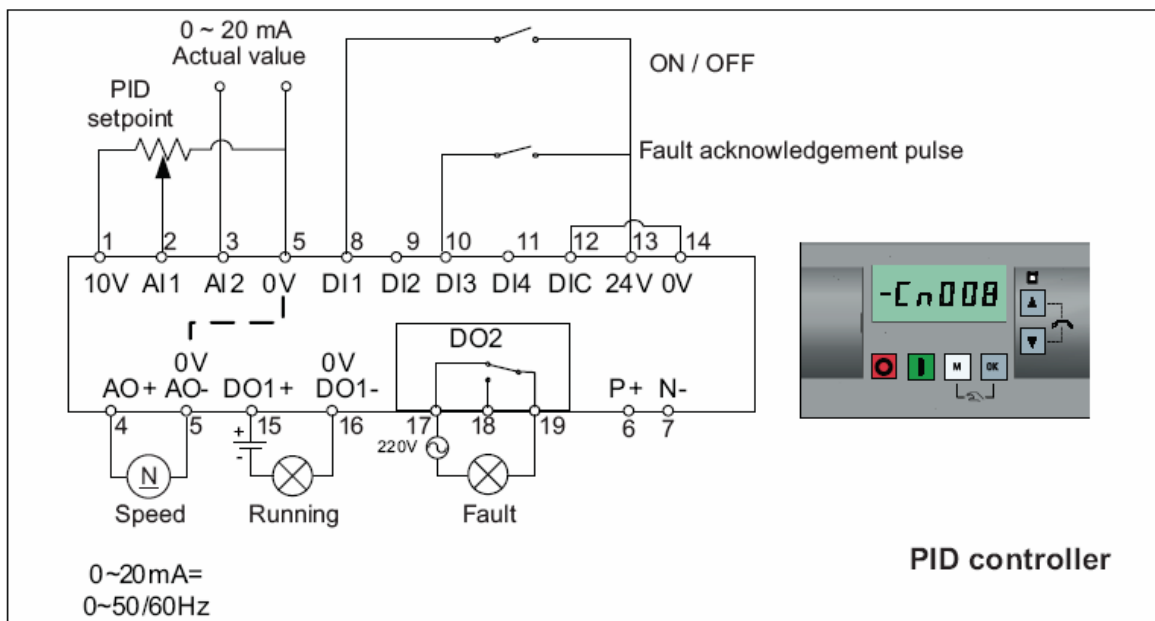 0 ~ 20 mA
Actual value
ON / OFF
PID
setpoint
Fault acknowledgement pulse
1 2 3 5 8 9 10 11 12 13 14
10V AI1 AI2 0V DI1 DI2 DI3 DI4 DIC 24V 0V
-Cn008
DO2
0V 0V
AO+ AO- DO1+ DO1- P+ N-
M OK
4 5 15 16 17 18 19 6 7
+
-
220V
N
Speed Running Fault
PID controller
0~20mA=
0~50/60Hz